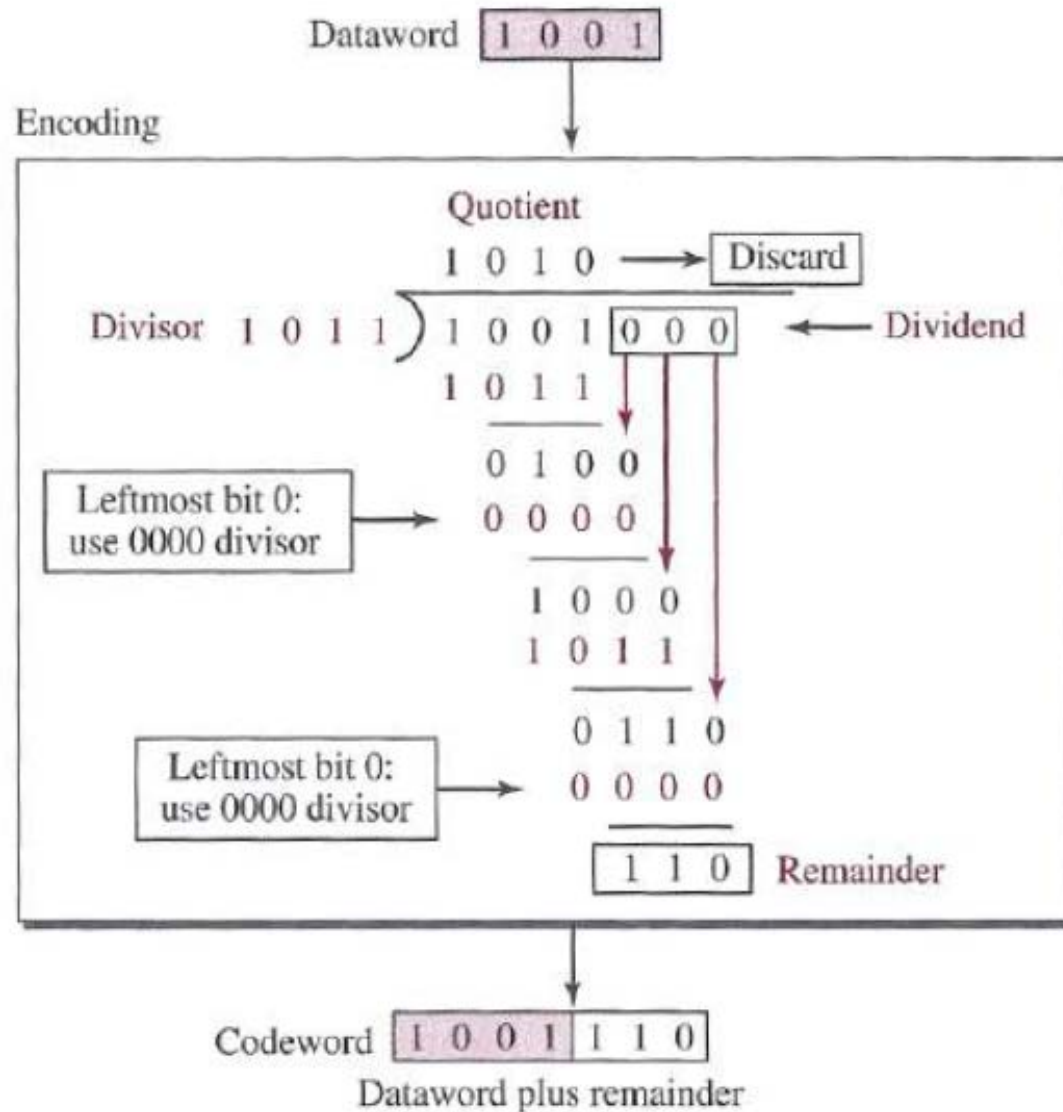 Dataword 1 0 0 1
Encoding
Quotient
1 0 1 0 Discard
Divisor 1 0 1 1 1 0 0 1 0 0 0 Dividend
1 0 1 1
0 1 0 0
Leftmost bit 0:
use 0000 divisor
0 0 0 0
1 0 0 0
1 0 1 1
0 1 1 0
Leftmost bit 0:
use 0000 divisor
0 0 0 0
1 1 0 Remainder
Codeword 1 0 0 1 1 1 0
Dataword plus remainder